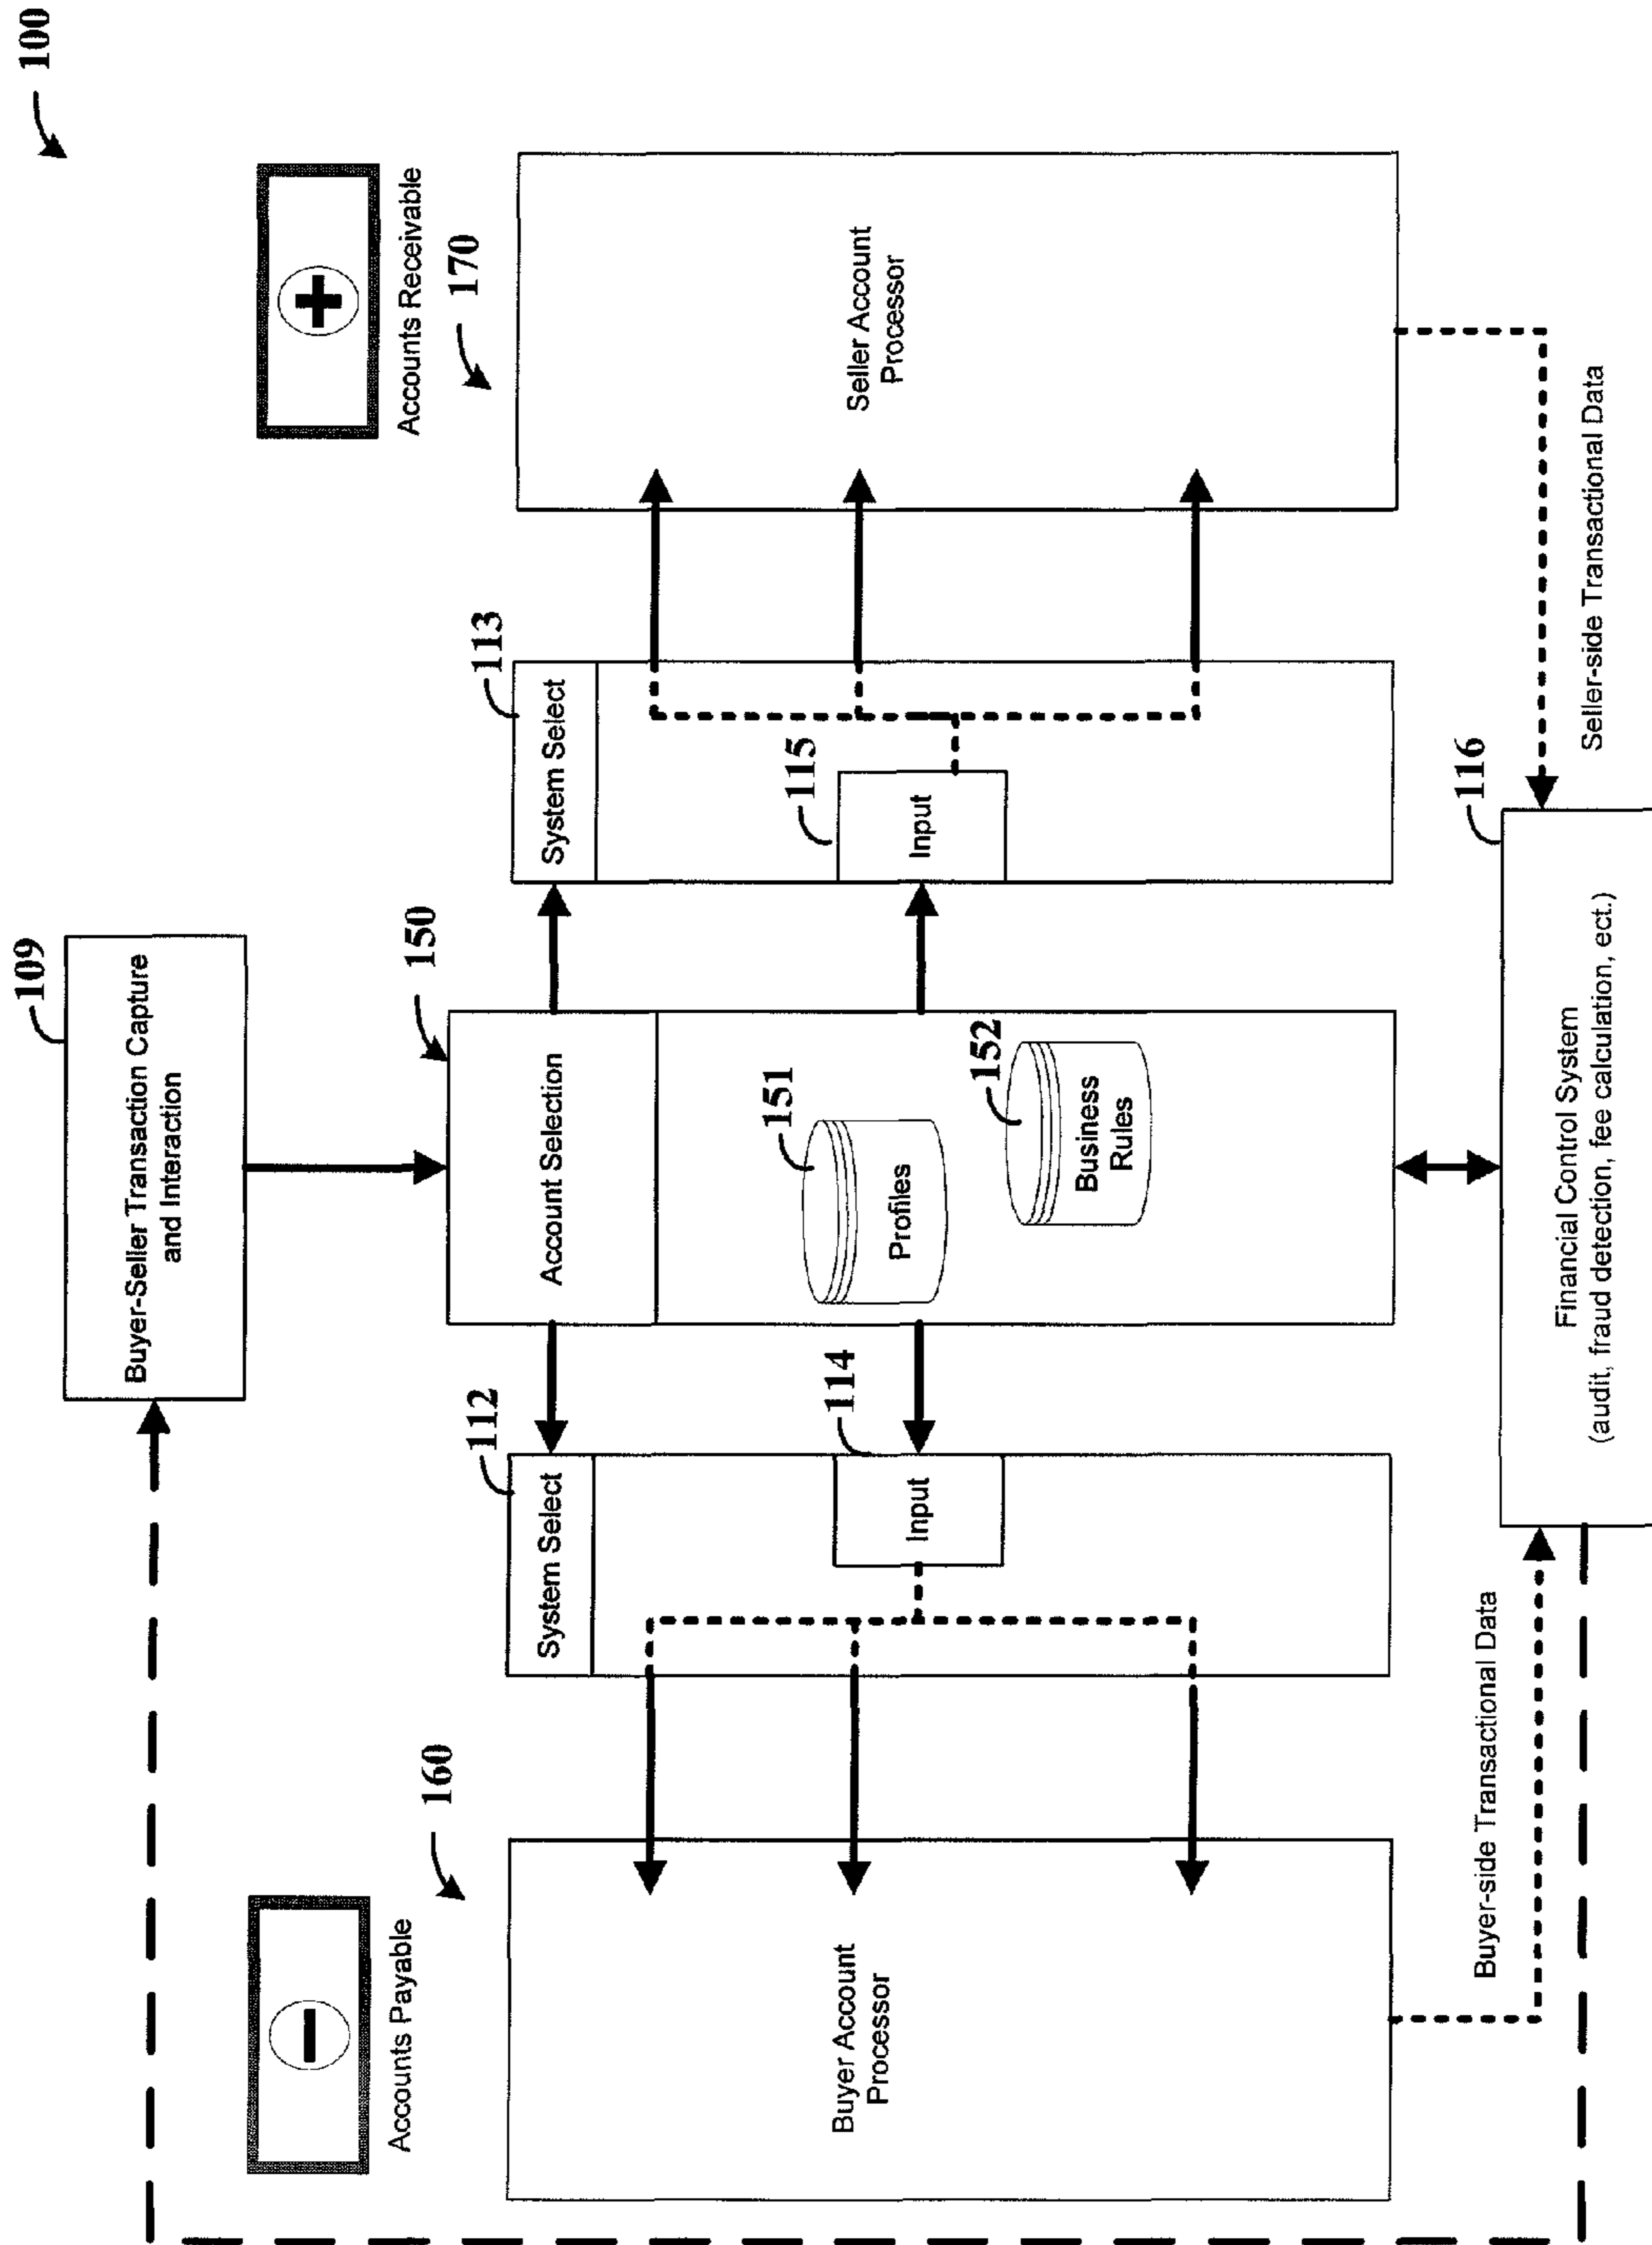 100
109
Buyer-Seller Transaction Capture
and Interaction
Accounts Payable
Accounts Receivable
160
112
150
113
170
System Select
Account Selection
System Select
114
151
115
Buyer Account
Processor
Input
Profiles
Input
Seller Account
Processor
152
Business
Rules
116
Buyer-side Transactional Data
Financial Control System
(audit, fraud detection, fee calculation, ect.)
Seller-side Transactional Data